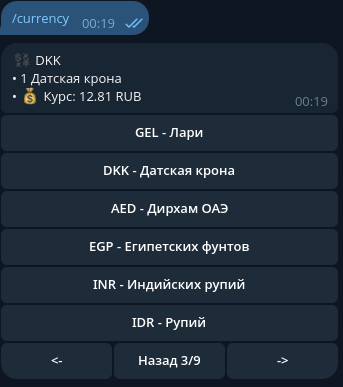 /currency 00:19
💱 DKK
• 1 Датская крона
• 💰 Курс: 12.81 RUB
00:19
GEL - Лари
DKK - Датская крона
AED - Дирхам ОАЭ
EGP - Египетских фунтов
INR - Индийских рупий
IDR - Рупий
<- Назад 3/9 ->